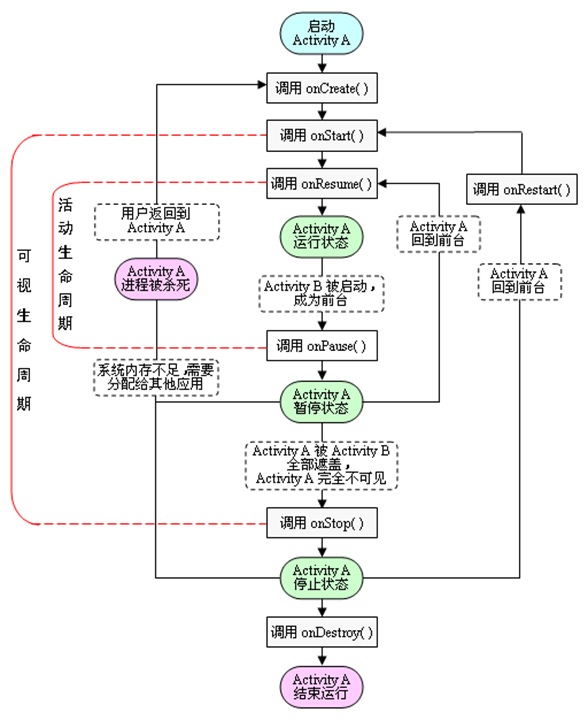 启动
Activity A
调用 onCreate( )
调用 onStart( )
调用 onResume( )
调用 onRestart( )
Activity A
运行状态
用户返回到
Activity A
Activity A
回到前台
Activity A
回到前台
Activity A
进程被杀死
Activity B 被启动，
成为前台
活动生命周期
可视生命周期
调用 onPause( )
系统内存不足，需要
分配给其他应用
Activity A
暂停状态
Activity A 被 Activity B
全部遮盖，
Activity A 完全不可见
调用 onStop( )
Activity A
停止状态
调用 onDestroy( )
Activity A
结束运行